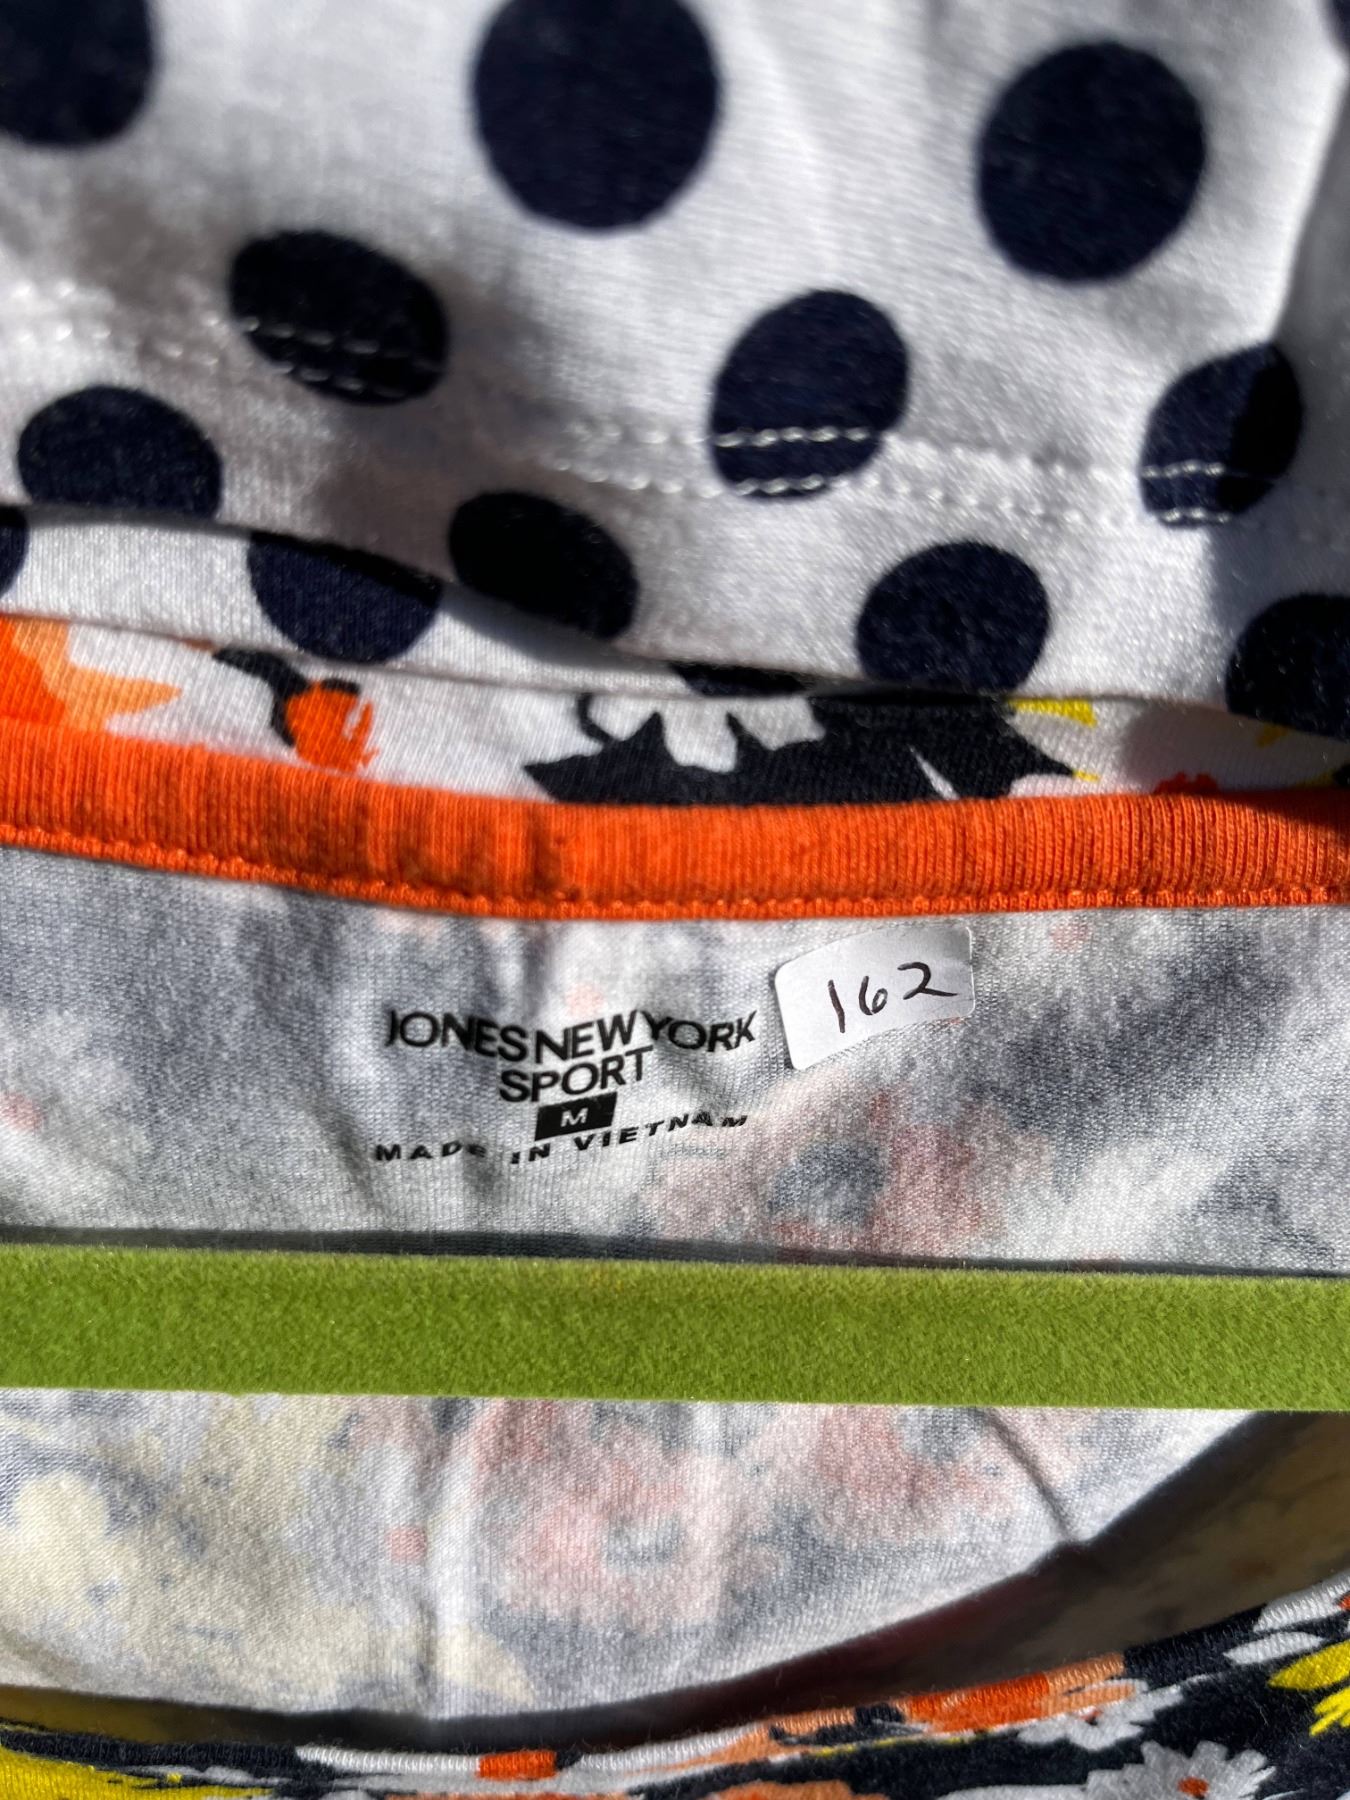 162
JONES NEW YORK
SPORT
M
MADE IN VIETNAM